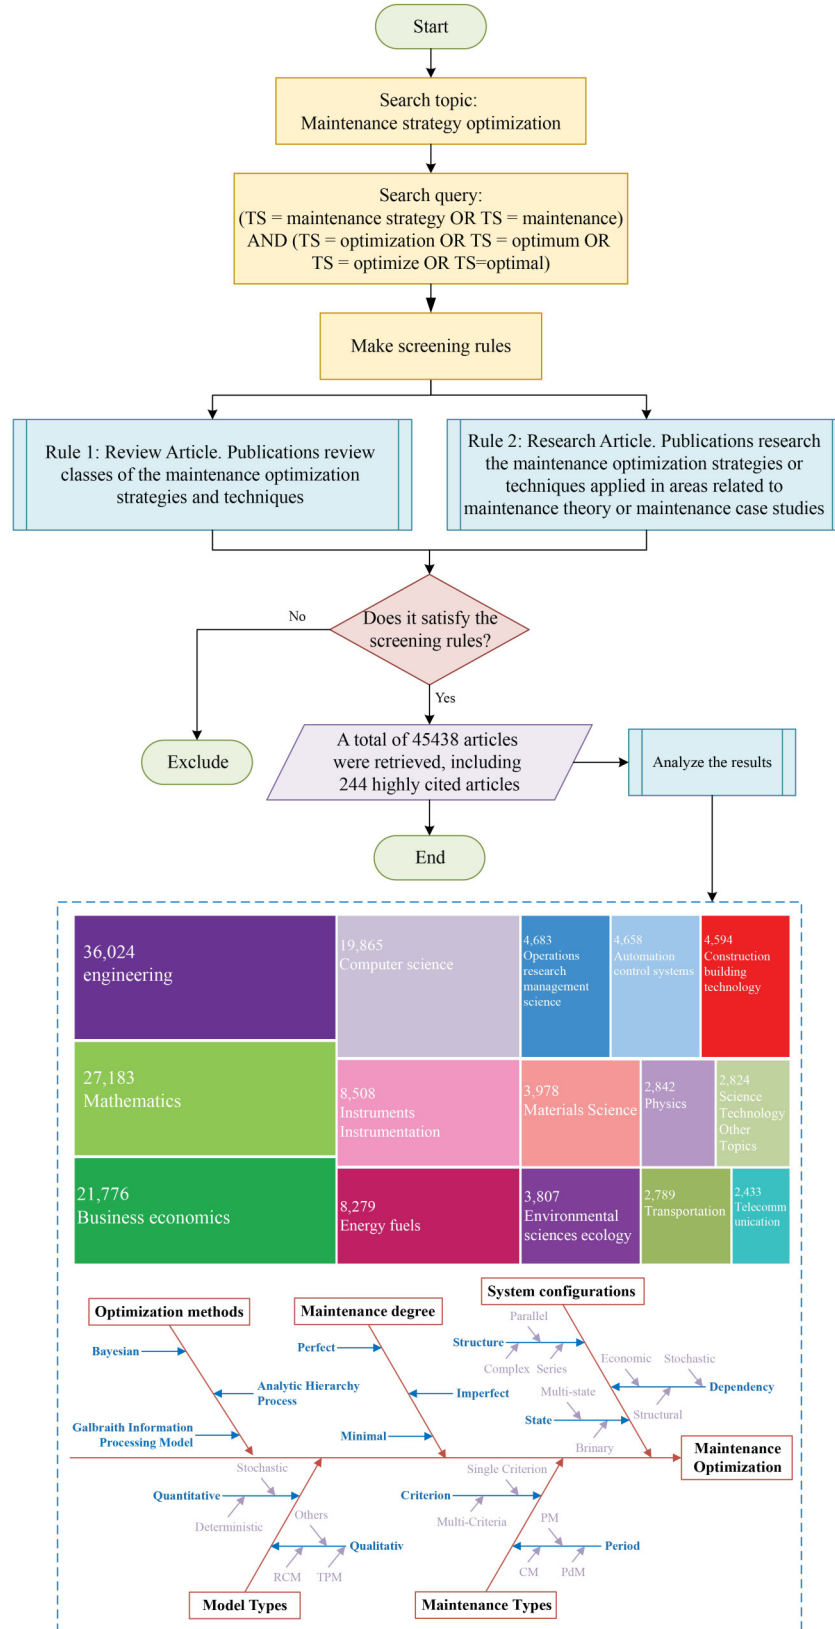 Start
Search topic:
Maintenance strategy optimization
Search query:
(TS = maintenance strategy OR TS = maintenance)
AND (TS = optimization OR TS = optimum OR
TS = optimize OR TS=optimal)
Make screening rules
Rule 1: Review Article. Publications review
classes of the maintenance optimization
strategies and techniques
Rule 2: Research Article. Publications research
the maintenance optimization strategies or
techniques applied in areas related to
maintenance theory or maintenance case studies
Does it satisfy the
screening rules?
No
Yes
Exclude
A total of 45438 articles
were retrieved, including
244 highly cited articles
Analyze the results
End
36,024
engineering
19,865
Computer science
4,683
Operations
research
management
science
4,658
Automation
control systems
4,594
Construction
building
technology
27,183
Mathematics
8,508
Instruments
Instrumentation
3,978
Materials Science
2,842
Physics
2,824
Science
Technology
Other
Topics
21,776
Business economics
8,279
Energy fuels
3,807
Environmental
sciences ecology
2,789
Transportation
2,433
Telecomm
unication
Optimization methods
Bayesian
Analytic Hierarchy
Process
Galbraith Information
Processing Model
Maintenance degree
Perfect
Imperfect
Minimal
System configurations
Parallel
Structure
Complex
Series
Economic
Stochastic
Dependency
Structural
Multi-state
State
Brinary
Maintenance
Optimization
Stochastic
Quantitative
Deterministic
Others
Qualitativ
RCM
TPM
Model Types
Single Criterion
Criterion
Multi-Criteria
PM
Period
CM
PdM
Maintenance Types